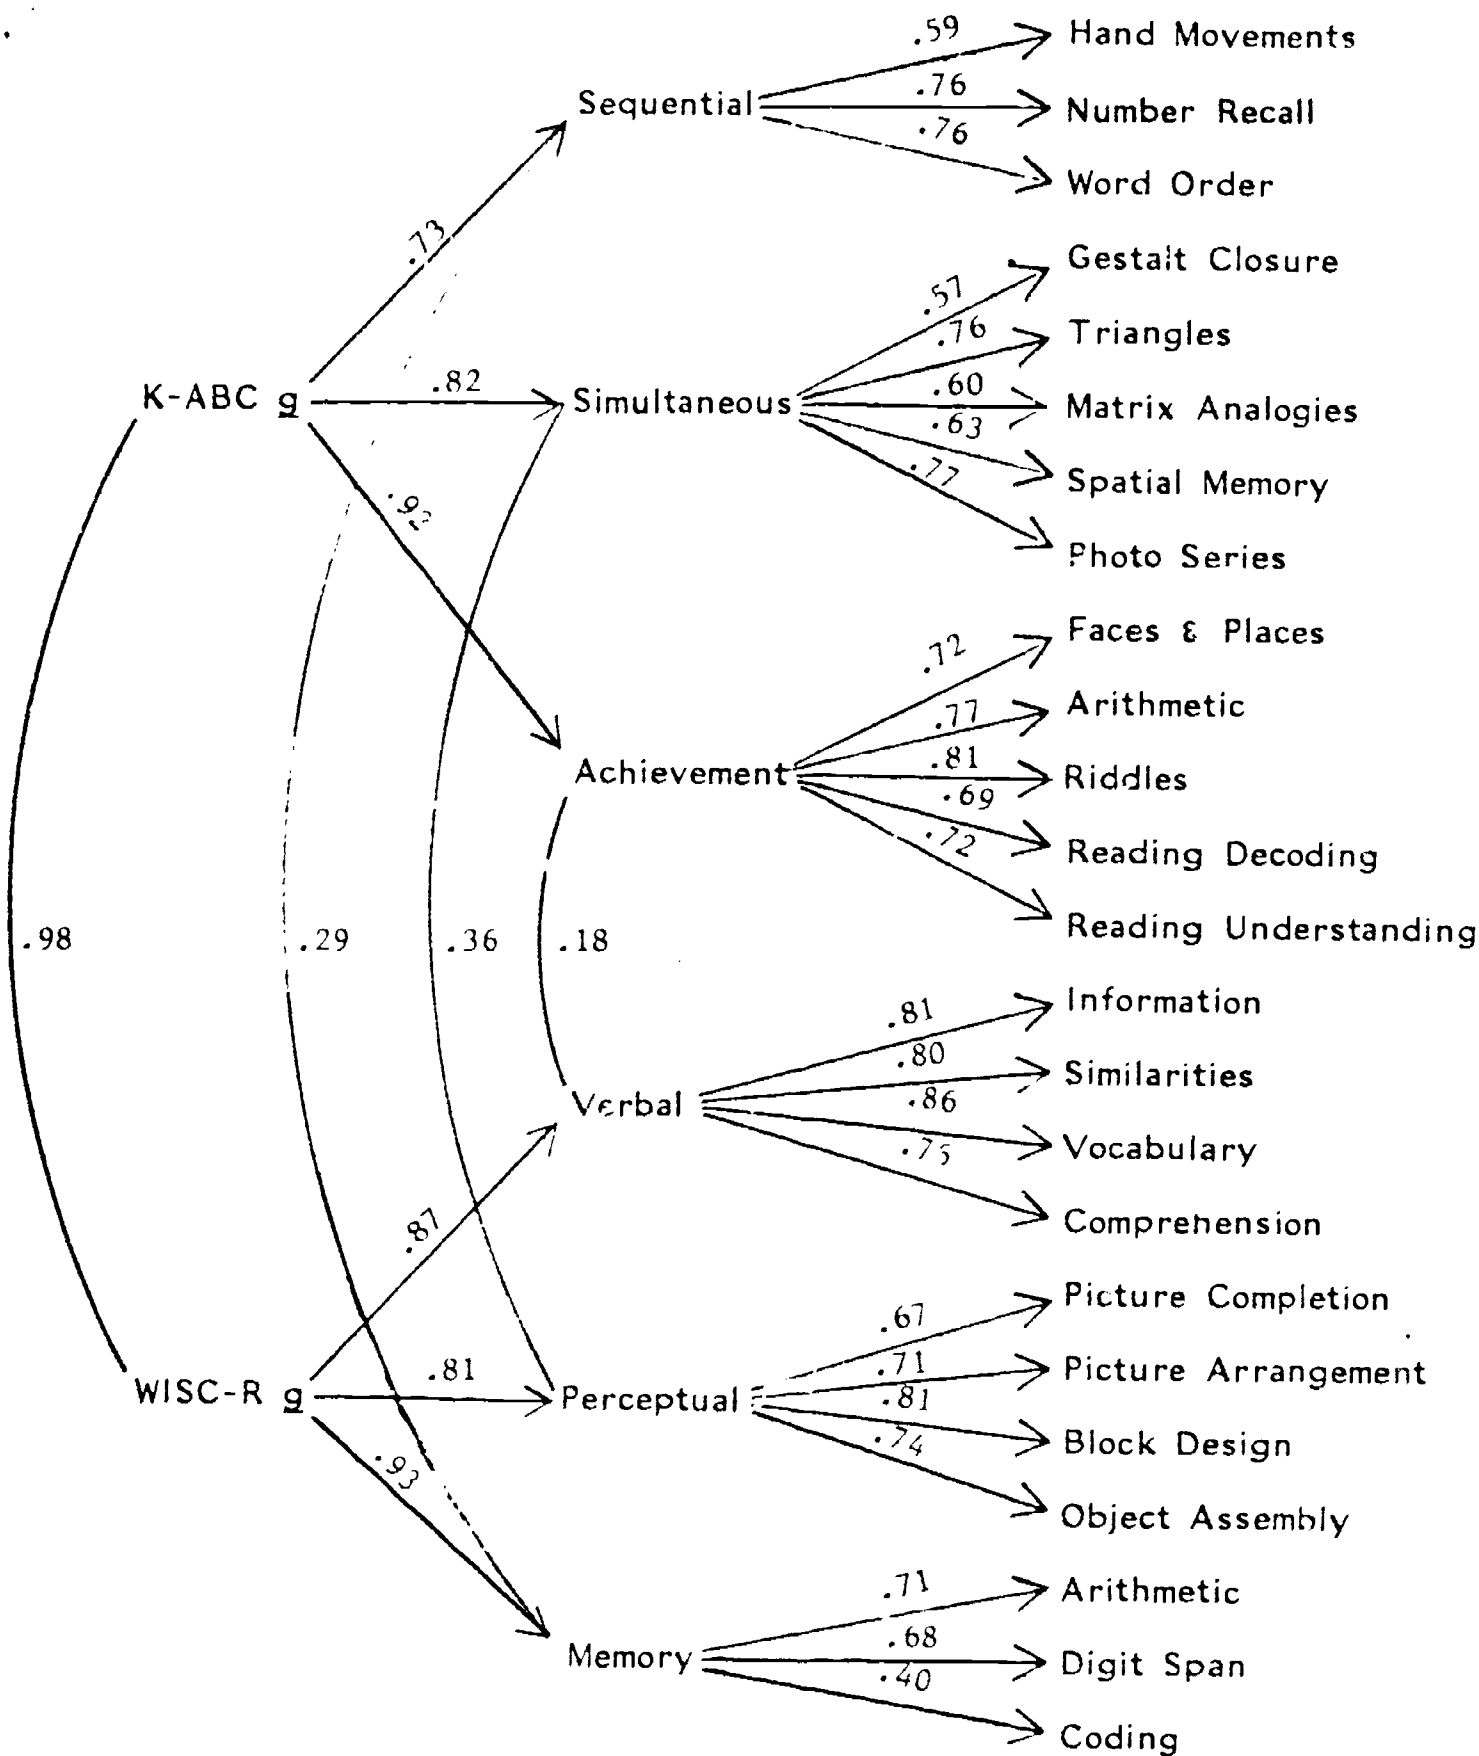 .59
Hand Movements
Sequential
.76
Number Recall
.76
Word Order
.73
Gestalt Closure
.57
.76
Triangles
K-ABC g
.82
Simultaneous
.60
Matrix Analogies
.63
.77
Spatial Memory
.92
Photo Series
.72
Faces & Places
.77
Arithmetic
Achievement
.81
Riddles
.69
.72
Reading Decoding
.98
.29
.36
.18
Reading Understanding
.81
Information
.80
Similarities
Verbal
.86
.75
Vocabulary
.87
Comprehension
.67
Picture Completion
WISC-R g
.81
Perceptual
.71
Picture Arrangement
.81
.74
Block Design
.93
Object Assembly
.71
Arithmetic
Memory
.68
Digit Span
.40
Coding